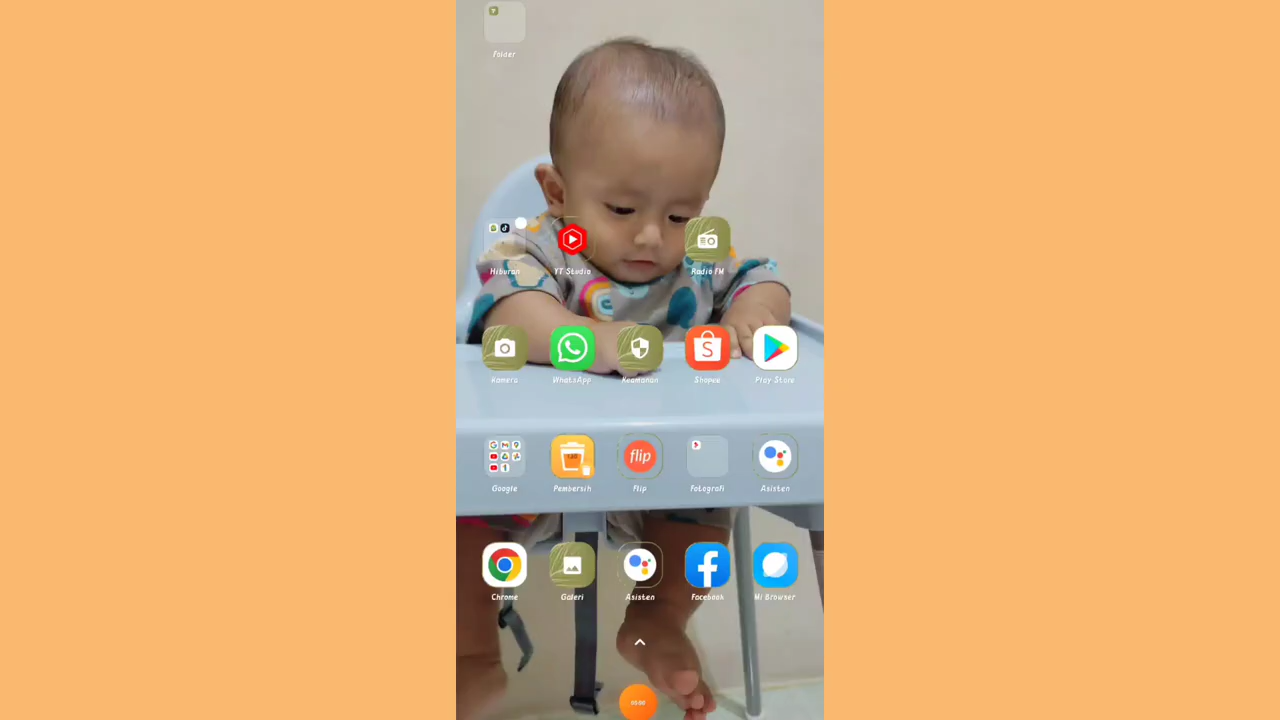 Folder
Hiburan
YT Studio
Radio FM
Kamera
WhatsApp
Keamanan
Shopee
Play Store
Google
Pembersih
flip
Flip
Fotografi
Asisten
Chrome
Galeri
Asisten
Facebook
Mi Browser